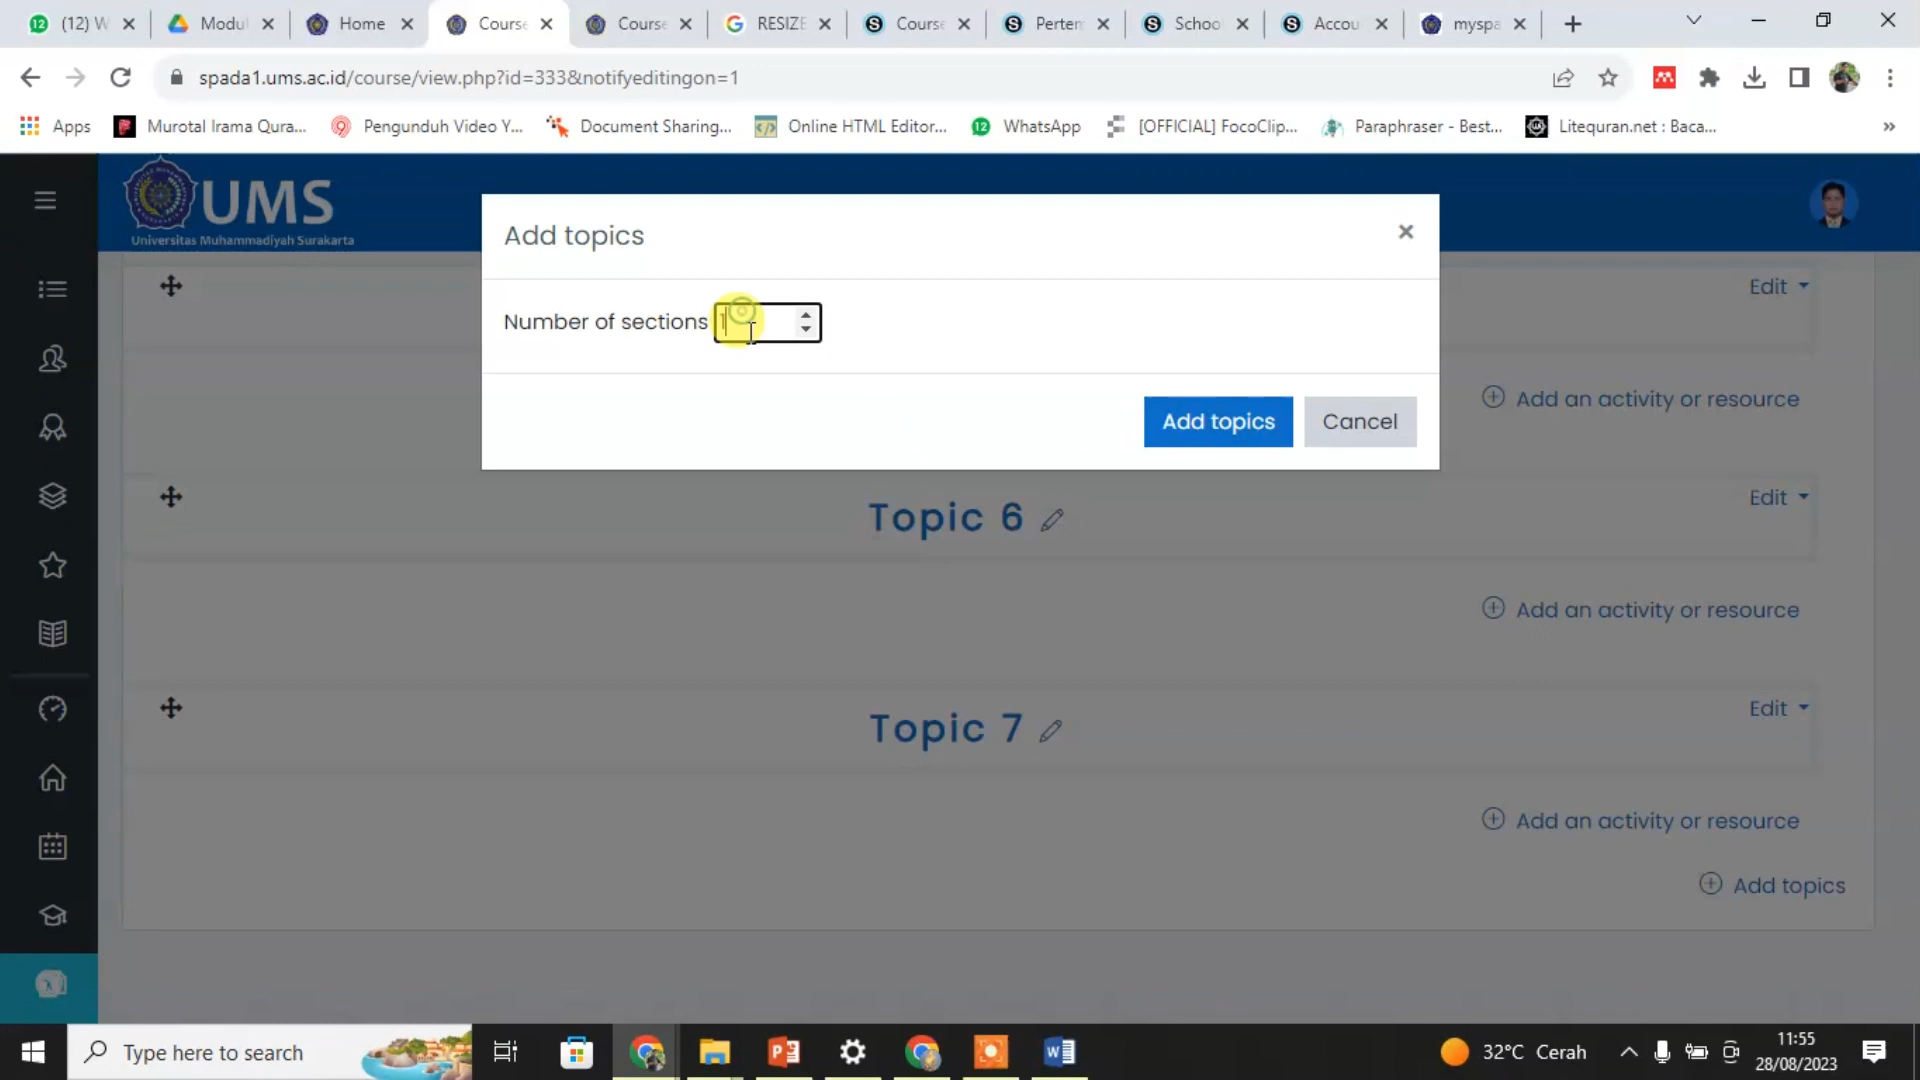 (12) W
Modul
Home
Course
Course
RESIZE
Course
Pertem
School
Accou
myspa
spada1.ums.ac.id/course/view.php?id=333&notifyeditingon=1
Apps
Murotal Irama Qura...
Pengunduh Video Y...
Document Sharing...
Online HTML Editor...
WhatsApp
[OFFICIAL] FocoClip...
Paraphraser - Best...
Litequran.net : Baca...
UMS
Universitas Muhammadiyah Surakarta
Add topics
Number of sections 1
Add topics
Cancel
Edit
Add an activity or resource
Edit
Topic 6
Add an activity or resource
Edit
Topic 7
Add an activity or resource
Add topics
Type here to search
32°C Cerah
11:55
28/08/2023